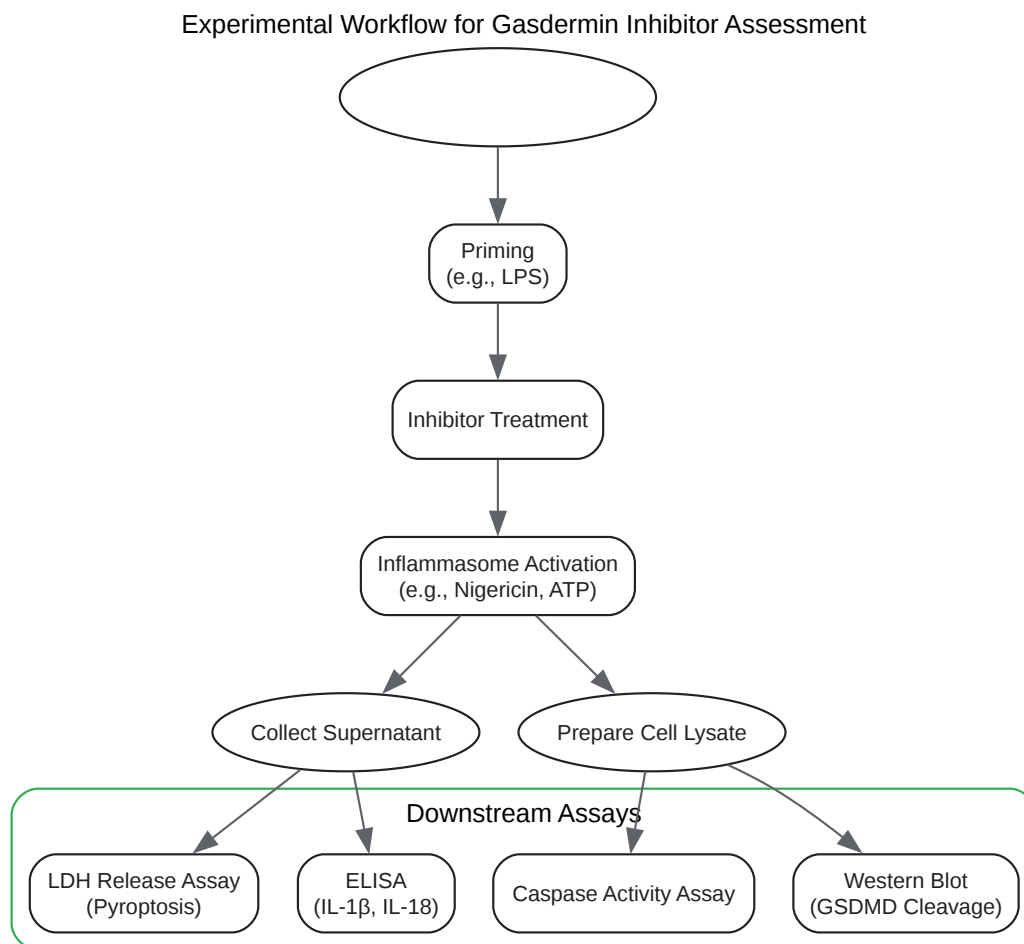 Experimental Workflow for Gasdermin Inhibitor Assessment
Priming
(e.g., LPS)
Inhibitor Treatment
Inflammasome Activation
(e.g., Nigericin, ATP)
Collect Supernatant
Prepare Cell Lysate
Downstream Assays
LDH Release Assay
(Pyroptosis)
ELISA
(IL-1β, IL-18)
Caspase Activity Assay
Western Blot
(GSDMD Cleavage)